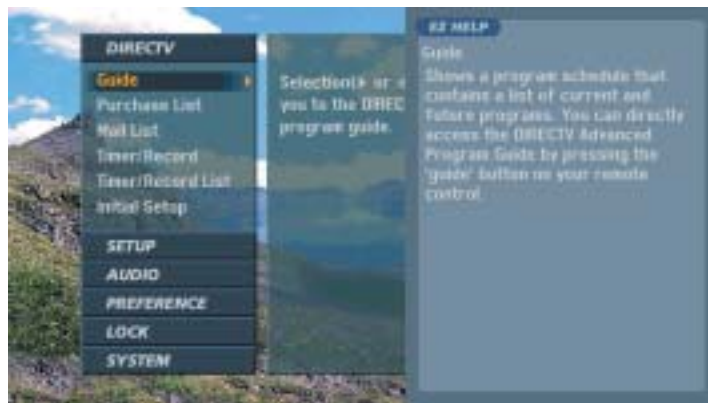 DIRECTV
Guide
Purchase List
Mail List
Timer/Record
Timer/Record List
Initial Setup
SETUP
AUDIO
PREFERENCE
LOCK
SYSTEM
Selection( or
you to the DIREC
program guide.
EZ HELP
Guide
Shows a program schedule that
contains a list of current and
future programs. You can directly
access the DIRECTV Advanced
Program Guide by pressing the
'guide' button on your remote
control.